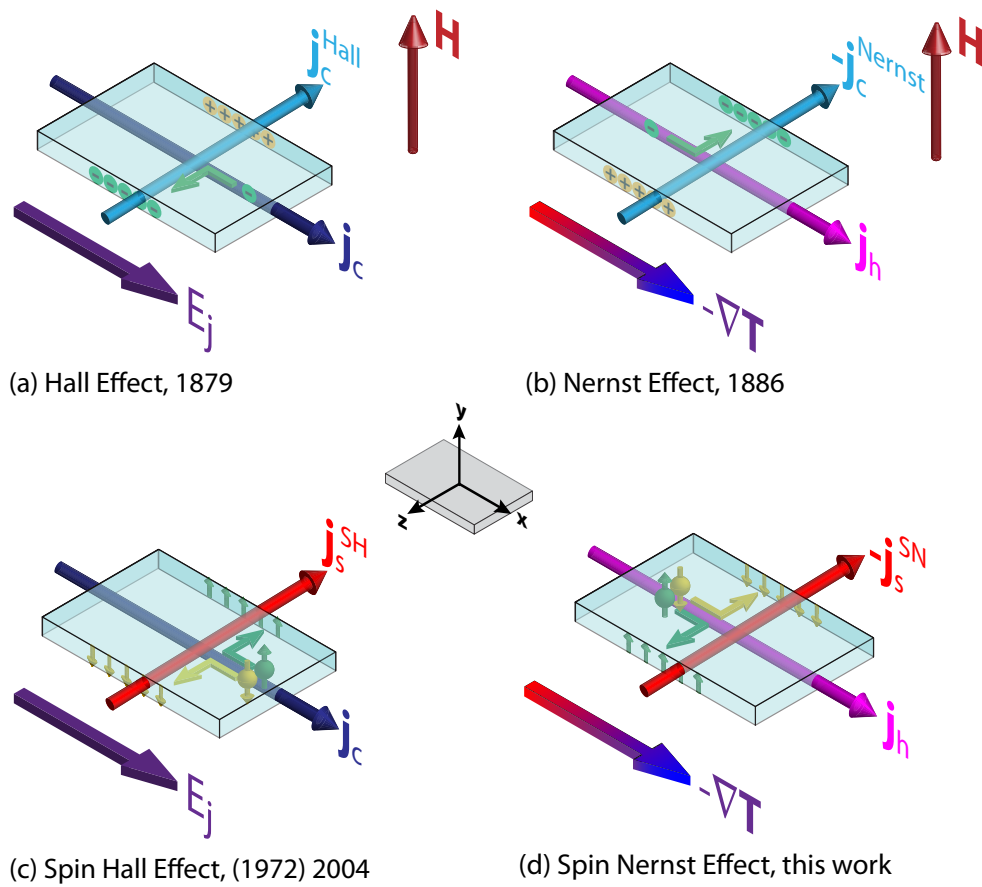 j_c^Hall
H
+ + + + +
- - - - -
-
j_c
E_j
(a) Hall Effect, 1879
-j_c^Nernst
H
- - - - -
-
+ + + + +
j_h
-∇T
(b) Nernst Effect, 1886
y
z
x
j_s^SH
j_c
E_j
(c) Spin Hall Effect, (1972) 2004
-j_s^SN
j_h
-∇T
(d) Spin Nernst Effect, this work